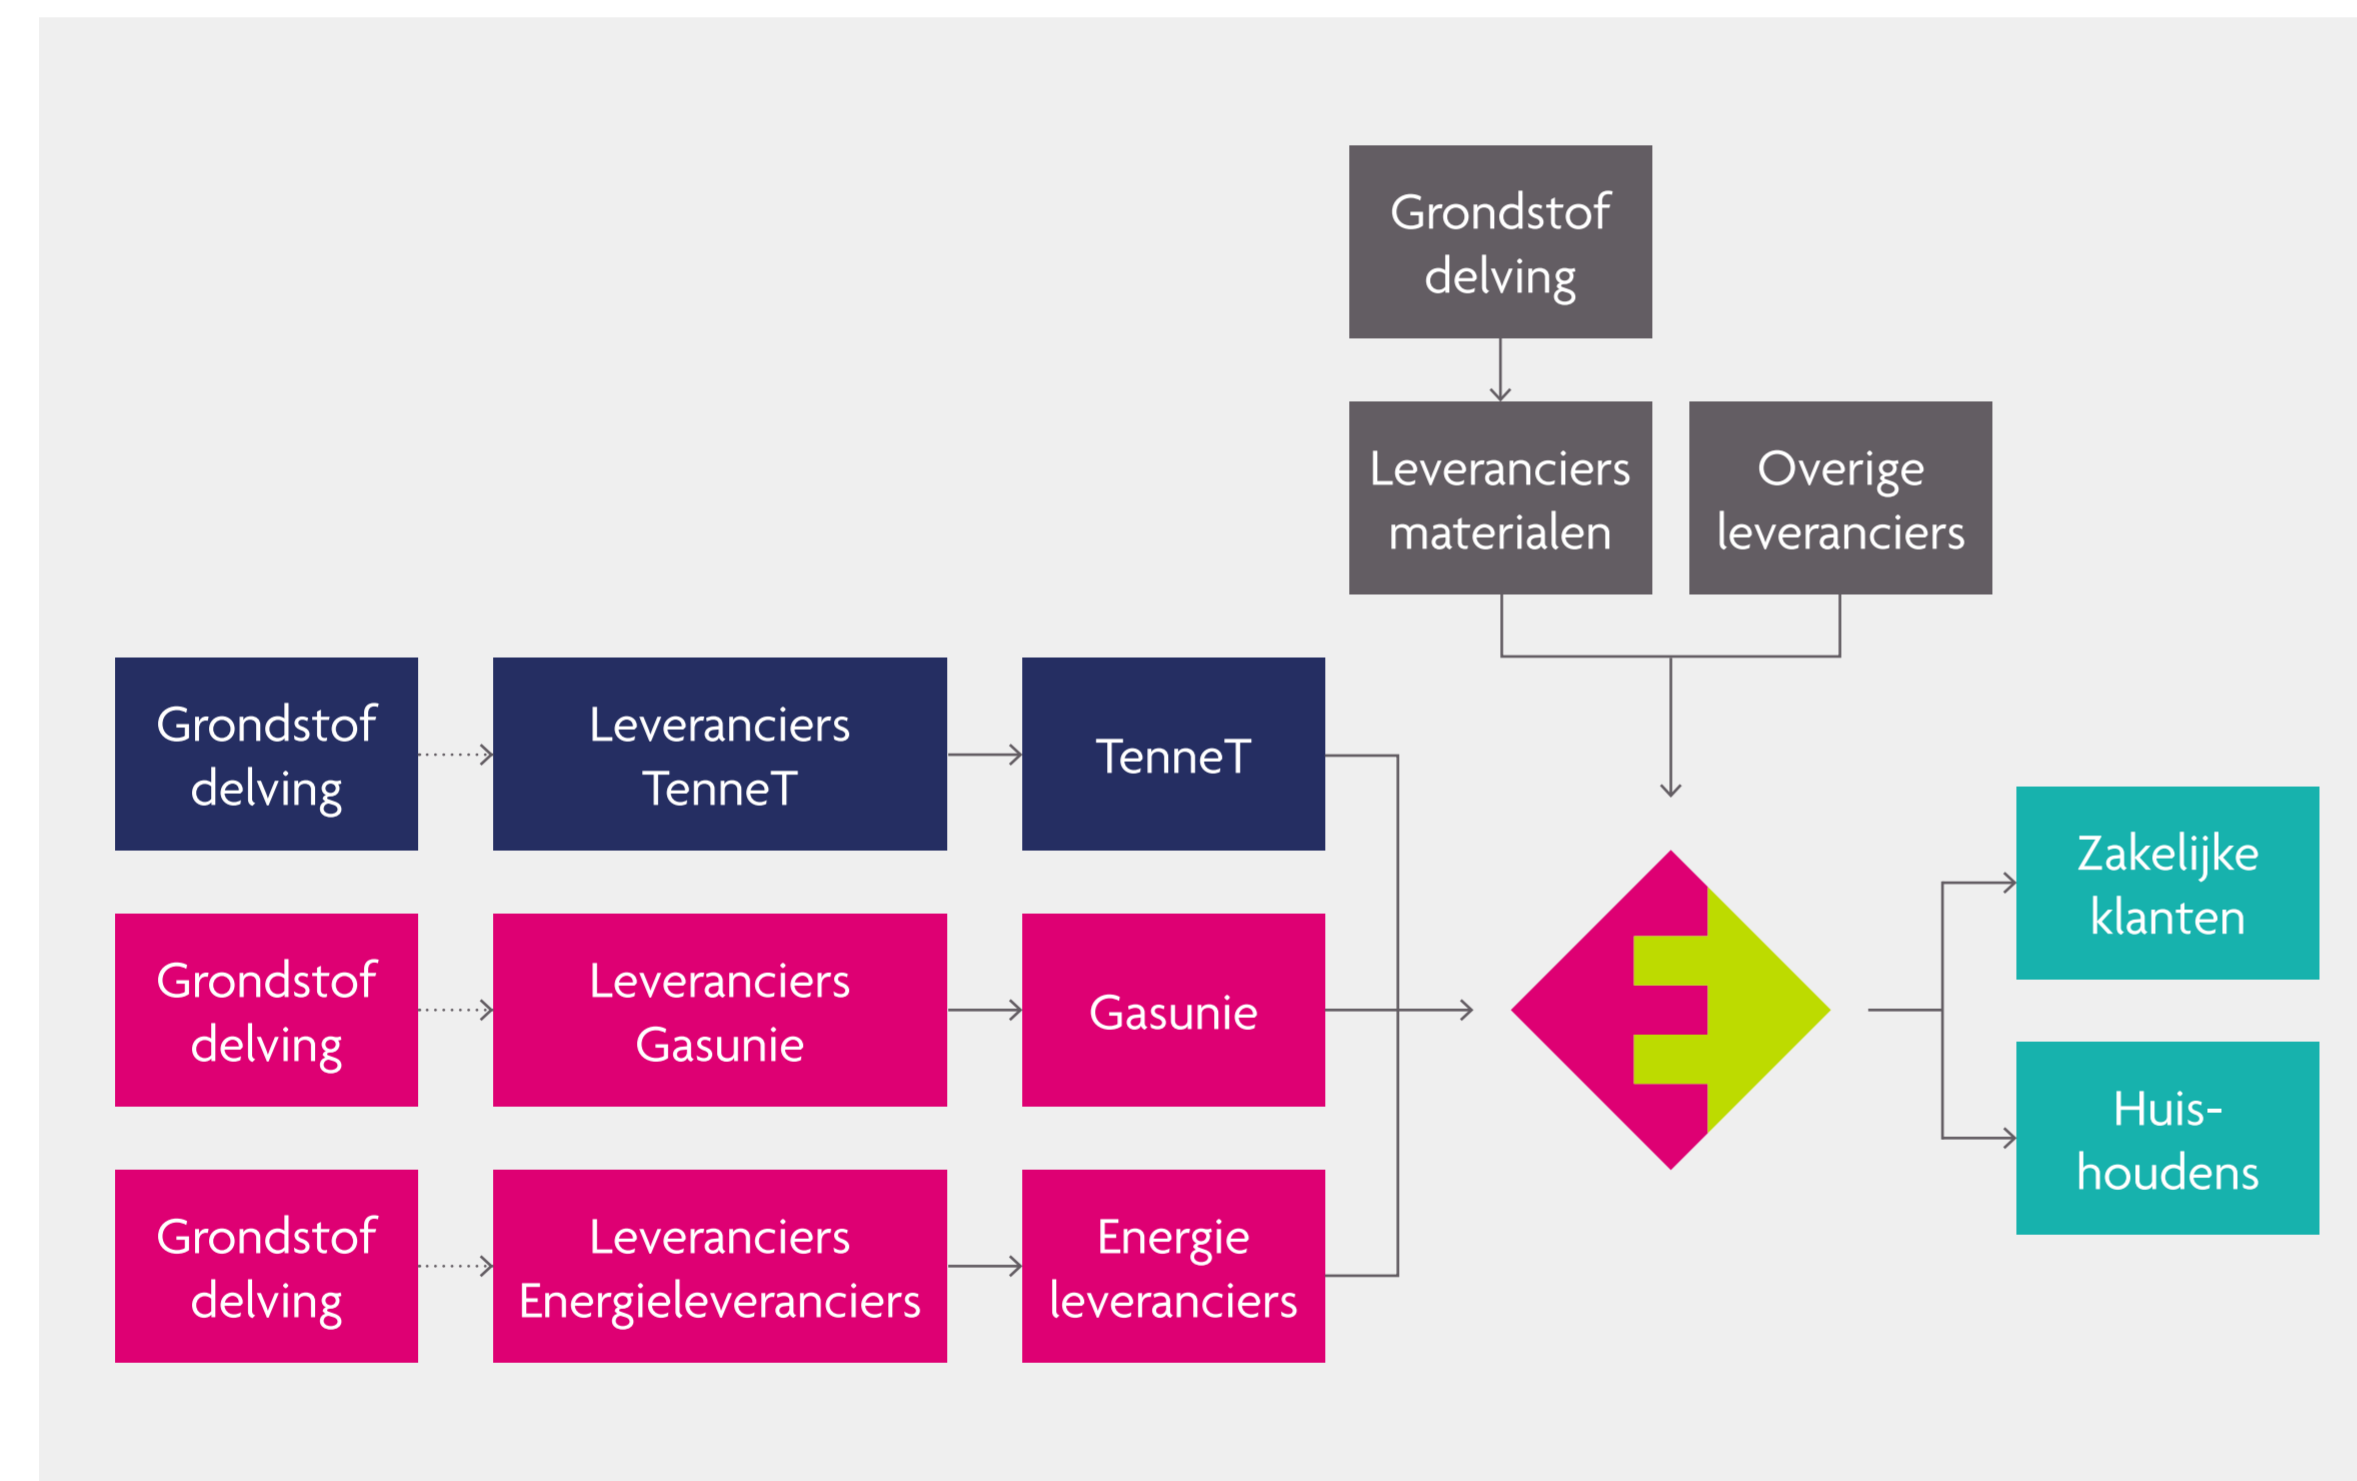 Grondstof
delving
Leveranciers
materialen
Overige
leveranciers
Grondstof
delving
Leveranciers
TenneT
TenneT
Grondstof
delving
Leveranciers
Gasunie
Gasunie
Grondstof
delving
Leveranciers
Energieleveranciers
Energie
leveranciers
Zakelijke
klanten
Huis-
houdens